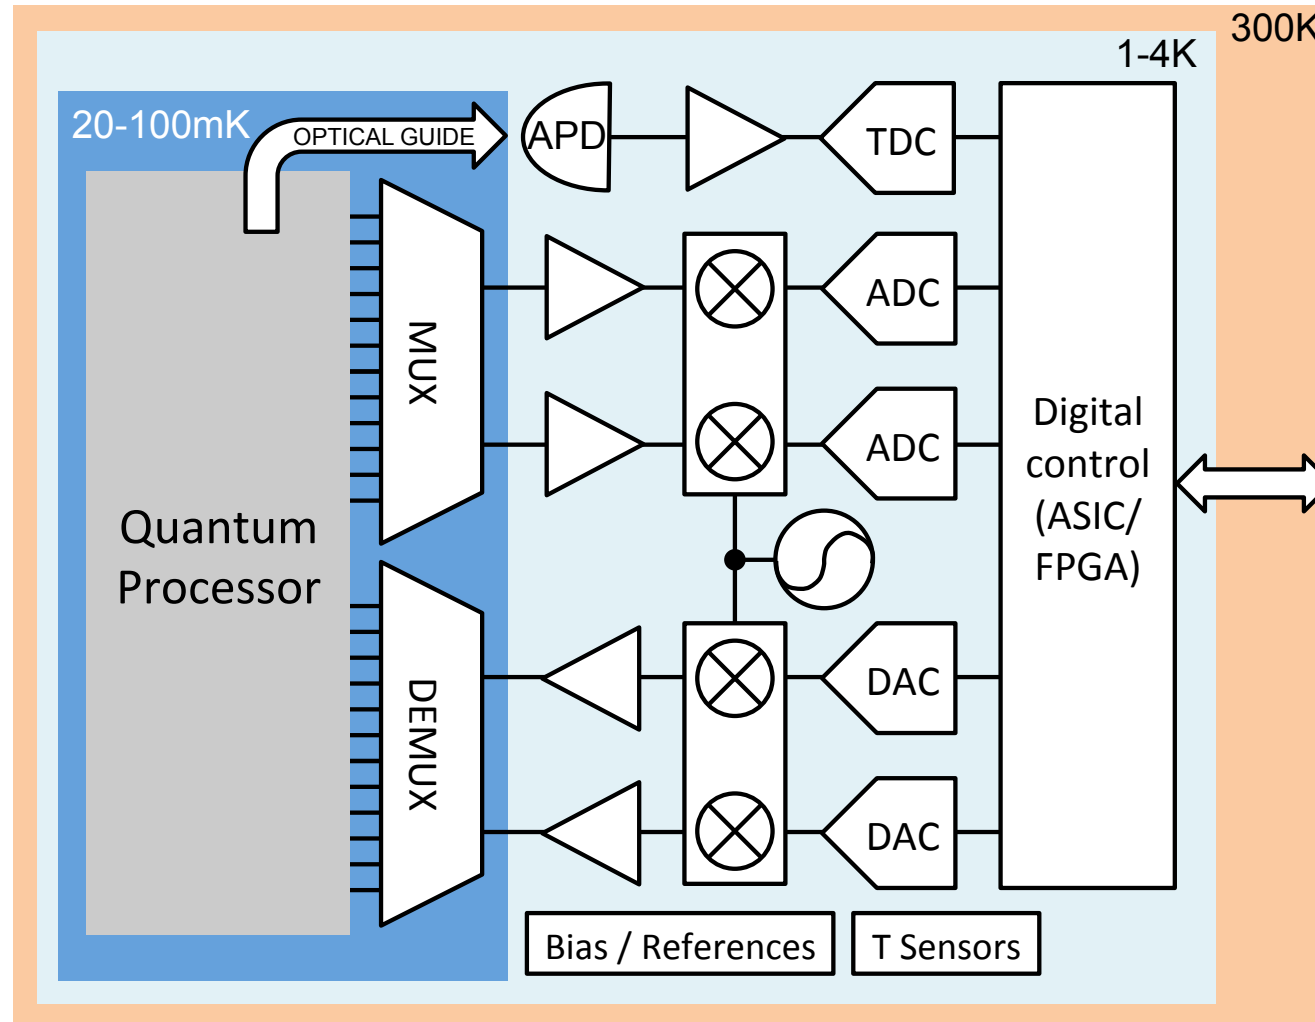 300K
1-4K
20-100mK
OPTICAL GUIDE
APD
TDC
ADC
MUX
ADC
Digital
control
(ASIC/
FPGA)
Quantum
Processor
DEMUX
DAC
DAC
Bias / References
T Sensors